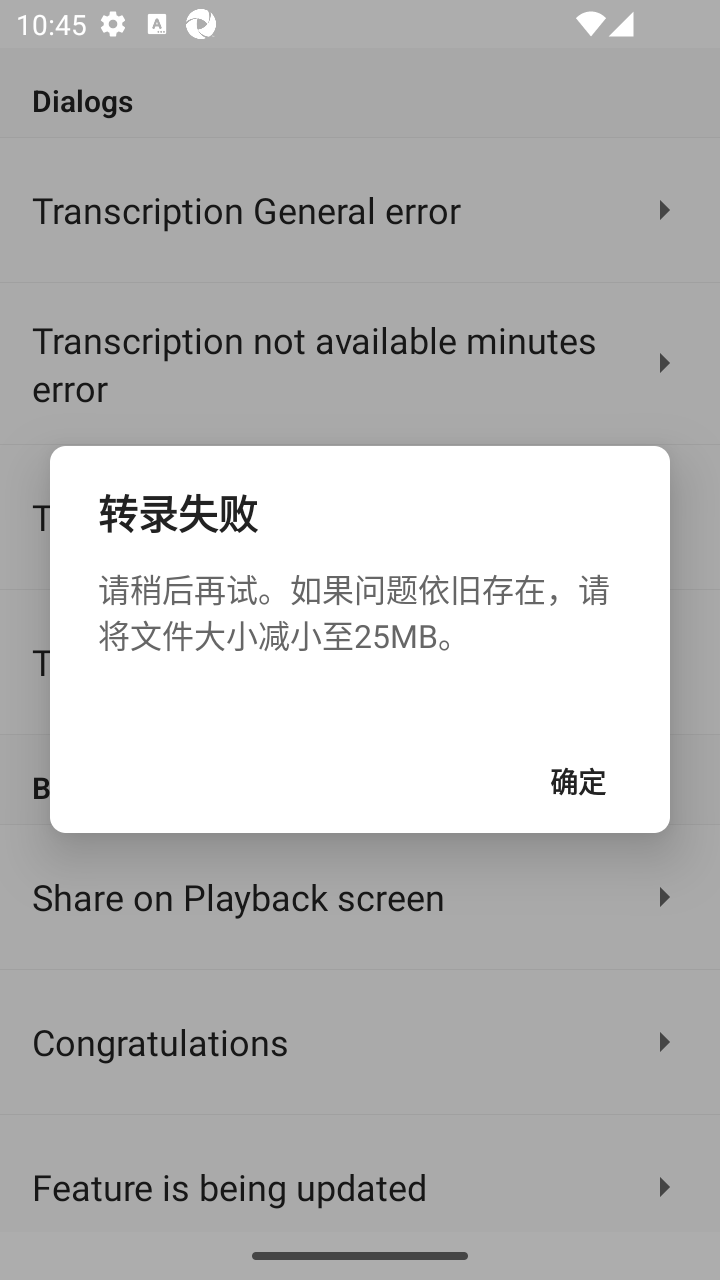 10:45
Dialogs
Transcription General error
Transcription not available minutes
error
T
转录失败
请稍后再试。如果问题依旧存在，请
将文件大小减小至25MB。
T
确定
B
Share on Playback screen
Congratulations
Feature is being updated